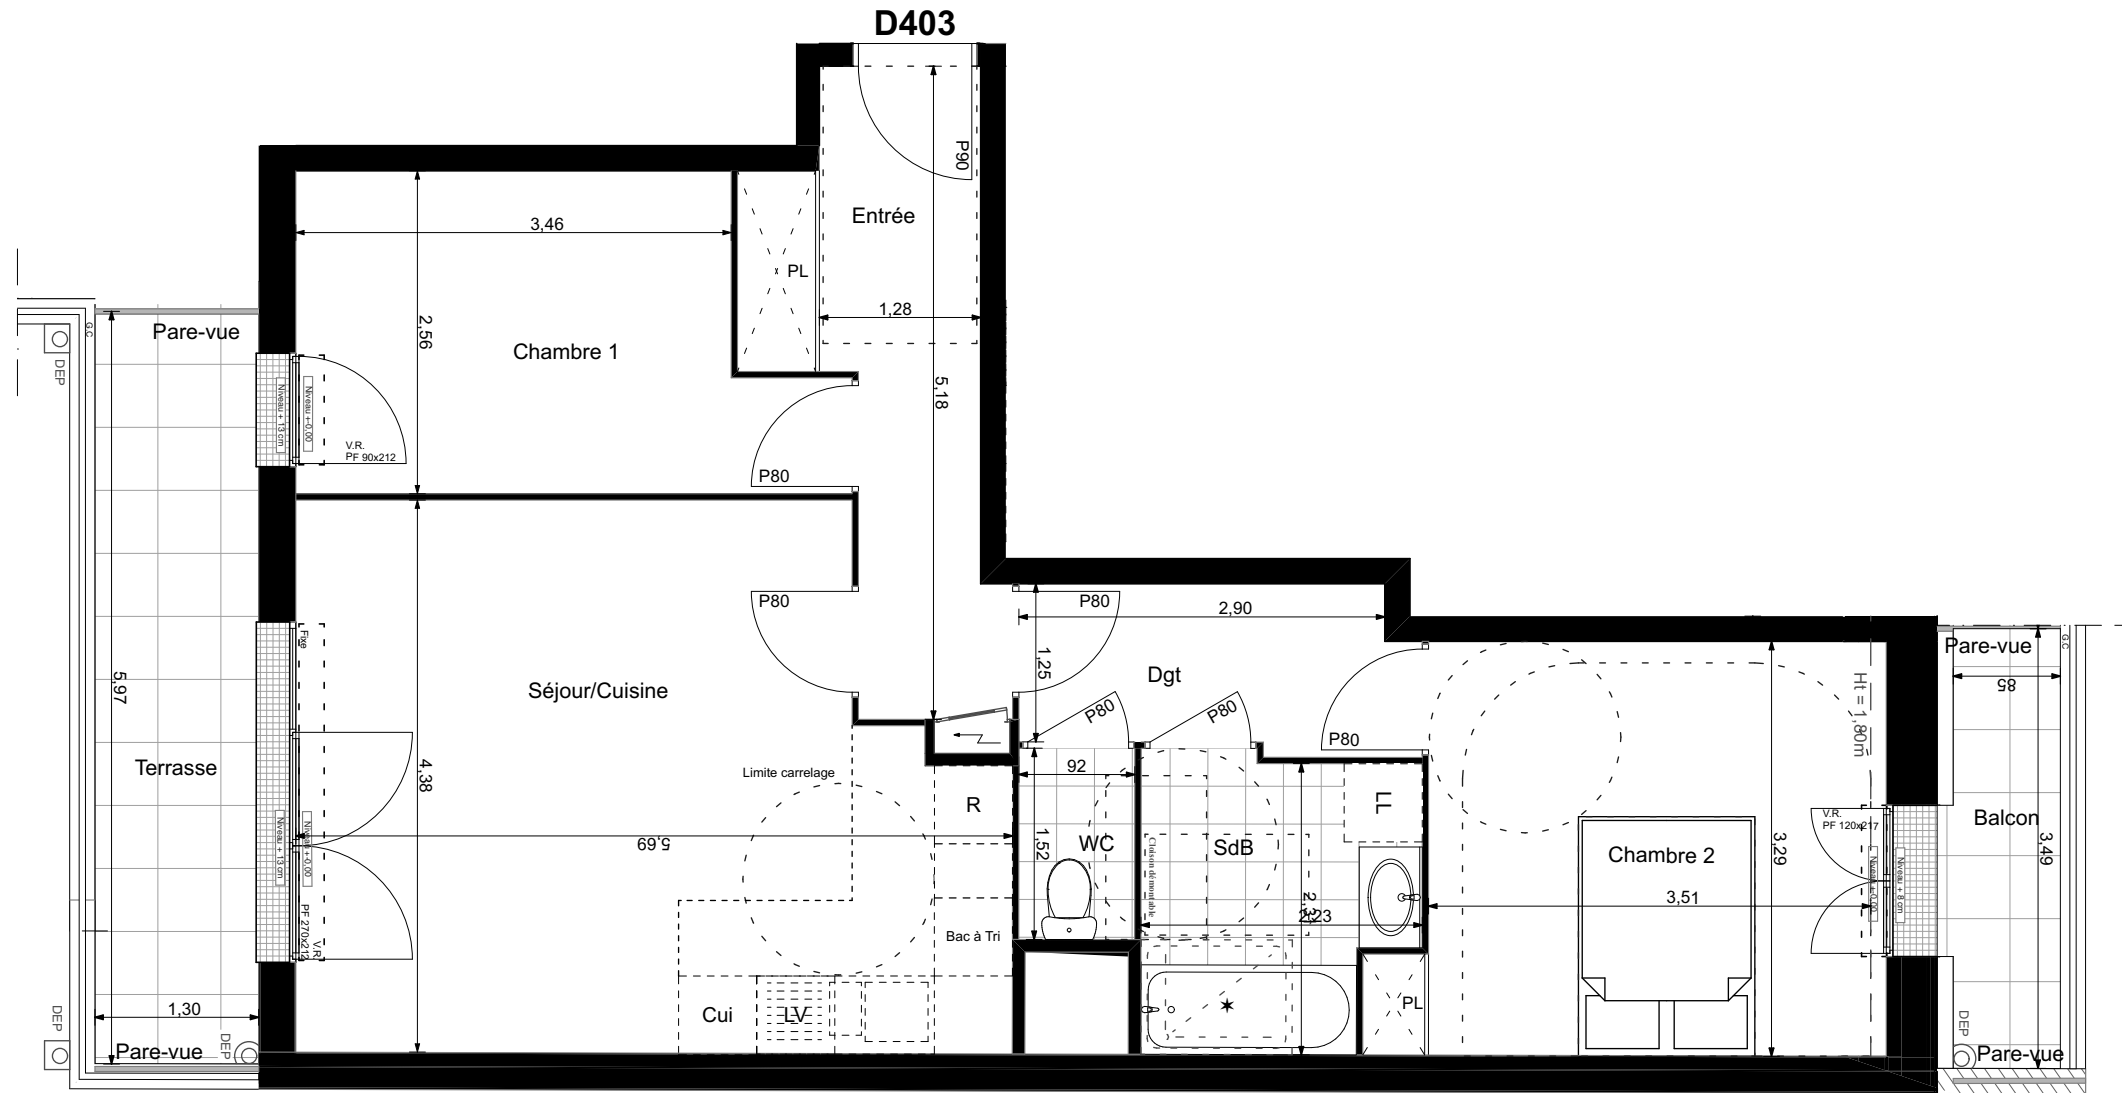 D403
P90
Entrée
3,46
PL
1,28
2,56
Chambre 1
5,18
Pare-vue
G.C
DEP
Niveau +-0,00
Niveau + 13 cm
V.R.
PF 90x212
P80
P80
P80
2,90
1,25
Dgt
P80
P80
P80
Fixe
Séjour/Cuisine
5,97
Terrasse
4,38
Limite carrelage
R
5,69
Niveau +-0,00
Niveau + 13 cm
PF 270x212
V.R.
Bac à Tri
Cui
LV
1,30
DEP
DEP
Pare-vue
92
1,52
WC
Cloison démontable
SdB
LL
2,23
PL
Ht = 1,80m
Pare-vue
G.C
85
V.R.
PF 120x217
Chambre 2
3,29
3,51
Niveau +-0,00
Niveau + 8 cm
Balcon
3,49
DEP
Pare-vue